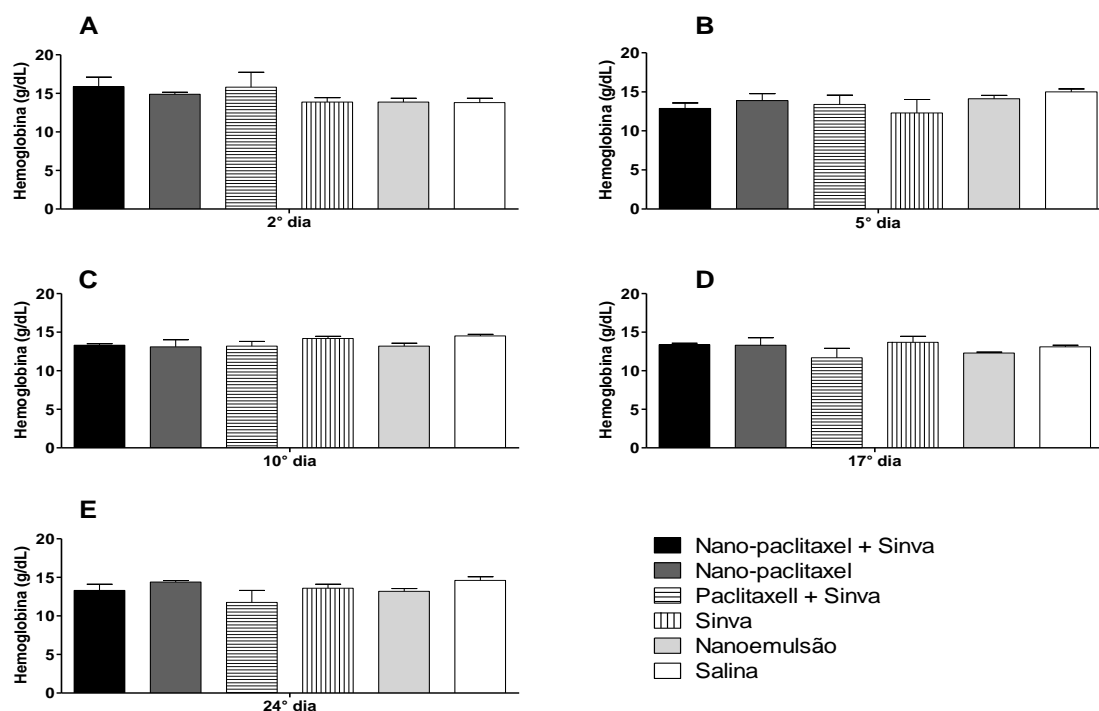 A
Hemoglobina (g/dL)
20
15
10
5
0
2° dia
B
Hemoglobina (g/dL)
20
15
10
5
0
5° dia
C
Hemoglobina (g/dL)
20
15
10
5
0
10° dia
D
Hemoglobina (g/dL)
20
15
10
5
0
17° dia
E
Hemoglobina (g/dL)
20
15
10
5
0
24° dia
Nano-paclitaxel + Sinva
Nano-paclitaxel
Paclitaxell + Sinva
Sinva
Nanoemulsão
Salina